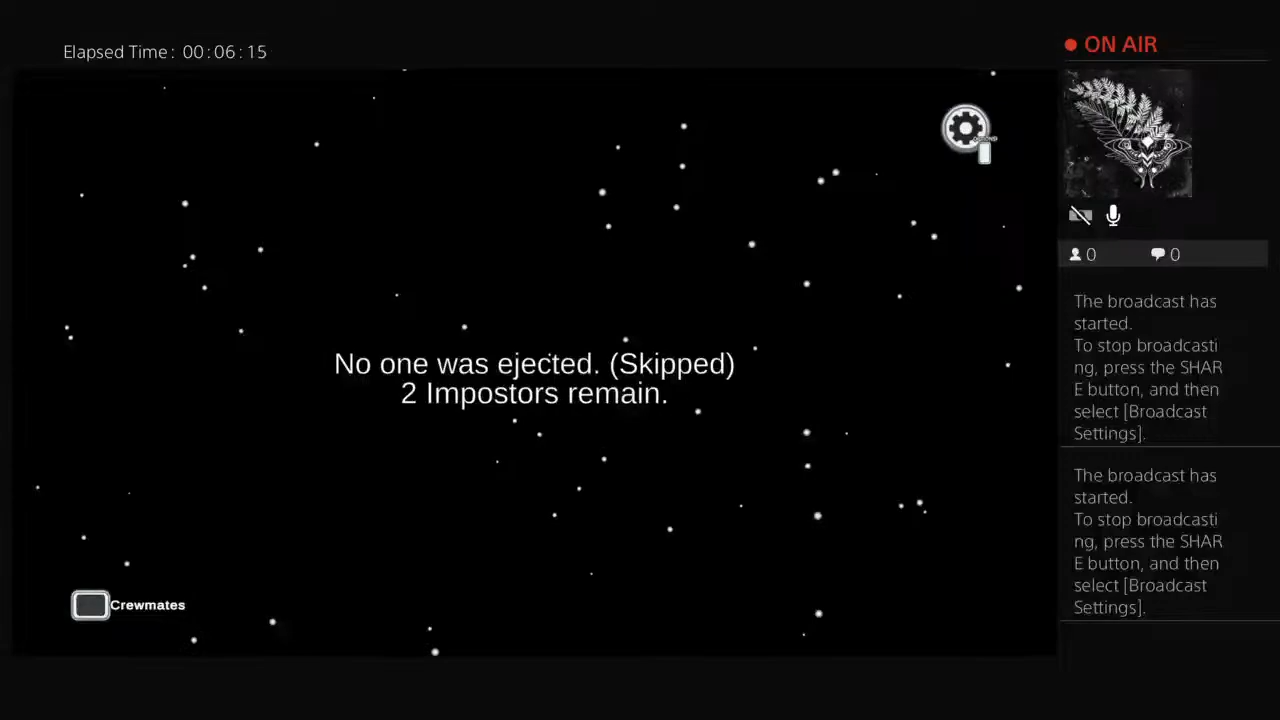 Elapsed Time: 00:06:15
ON AIR
0 0
No one was ejected. (Skipped)
2 Impostors remain.
Crewmates
The broadcast has
started.
To stop broadcasti
ng, press the SHAR
E button, and then
select [Broadcast
Settings].
The broadcast has
started.
To stop broadcasti
ng, press the SHAR
E button, and then
select [Broadcast
Settings].